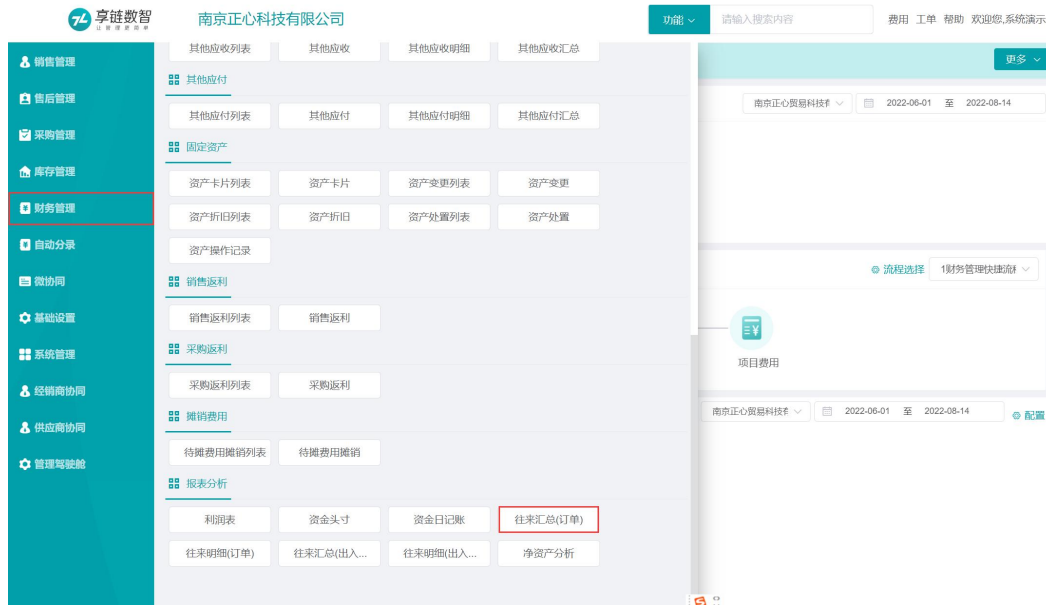 享链数智
让管理更简单
南京正心科技有限公司
功能
请输入搜索内容
费用 工单 帮助 欢迎您,系统演示
销售管理
售后管理
采购管理
库存管理
财务管理
自动分录
微协同
基础设置
系统管理
经销商协同
供应商协同
管理驾驶舱
其他应收列表 其他应收 其他应收明细 其他应收汇总
其他应付
其他应付列表 其他应付 其他应付明细 其他应付汇总
固定资产
资产卡片列表 资产卡片 资产变更列表 资产变更
资产折旧列表 资产折旧 资产处置列表 资产处置
资产操作记录
销售返利
销售返利列表 销售返利
采购返利
采购返利列表 采购返利
摊销费用
待摊费用摊销列表 待摊费用摊销
报表分析
利润表 资金头寸 资金日记账 往来汇总(订单)
往来明细(订单) 往来汇总(出入... 往来明细(出入... 净资产分析
更多
南京正心贸易科技 2022-06-01 至 2022-08-14
流程选择 1财务管理快捷流
项目费用
南京正心贸易科技 2022-06-01 至 2022-08-14 配置